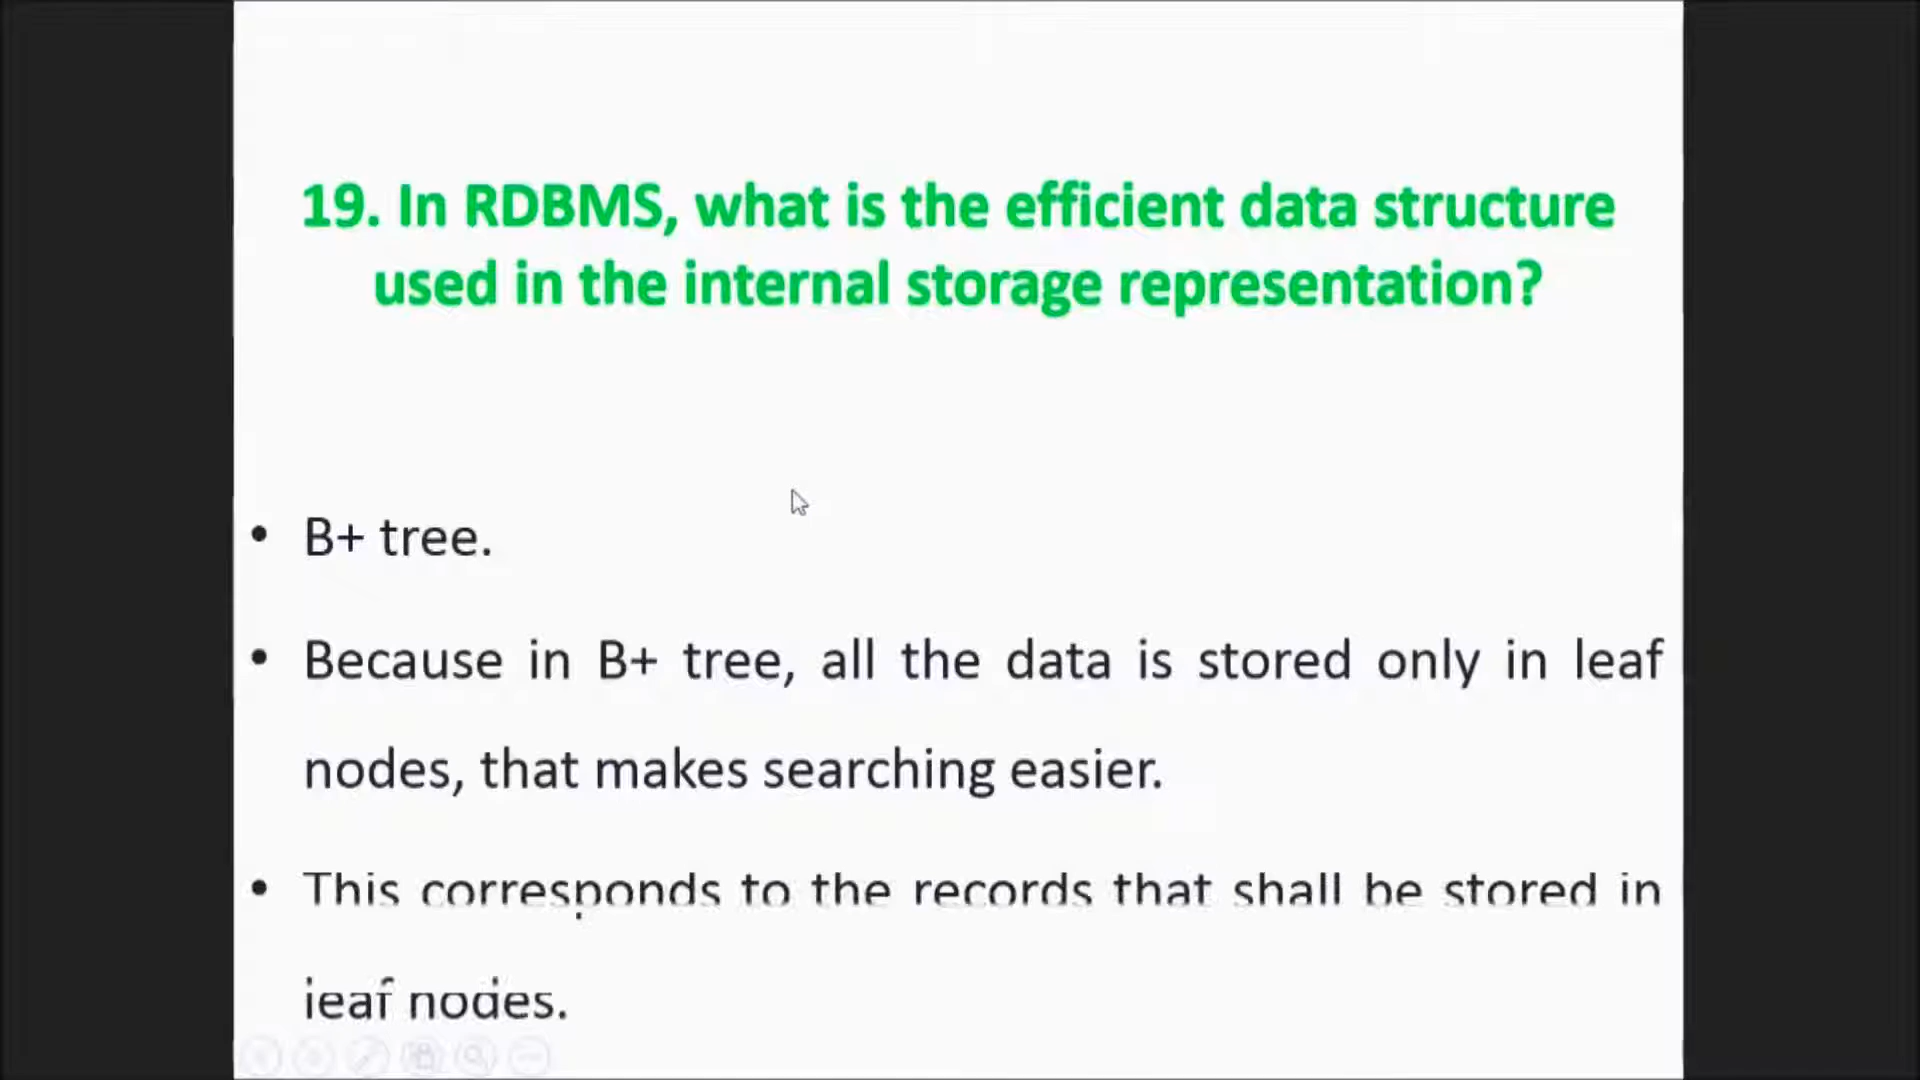 19. In RDBMS, what is the efficient data structure
used in the internal storage representation?
• B+ tree.
• Because in B+ tree, all the data is stored only in leaf
nodes, that makes searching easier.
• This corresponds to the records that shall be stored in
leaf nodes.